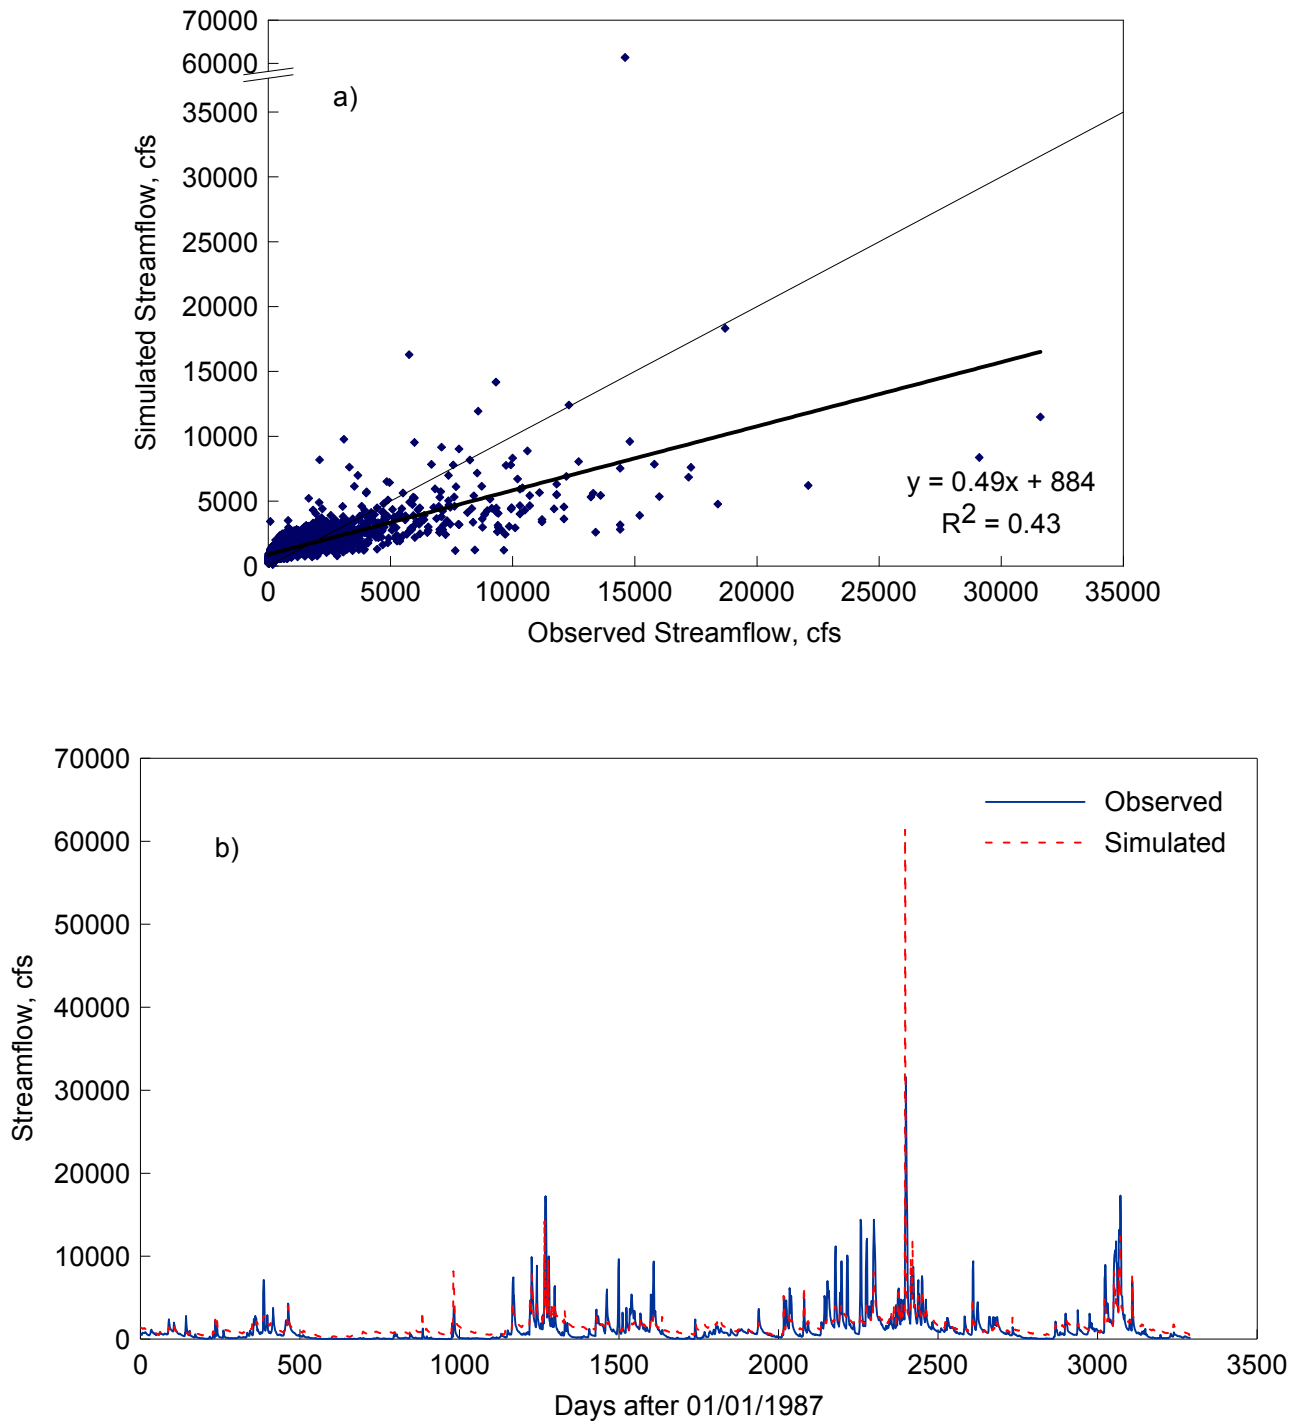 70000
60000
35000
30000
25000
20000
15000
10000
5000
0
Simulated Streamflow, cfs
a)
y = 0.49x + 884
R2 = 0.43
0 5000 10000 15000 20000 25000 30000 35000
Observed Streamflow, cfs
70000
60000
50000
40000
30000
20000
10000
0
Streamflow, cfs
b)
Observed
Simulated
0 500 1000 1500 2000 2500 3000 3500
Days after 01/01/1987